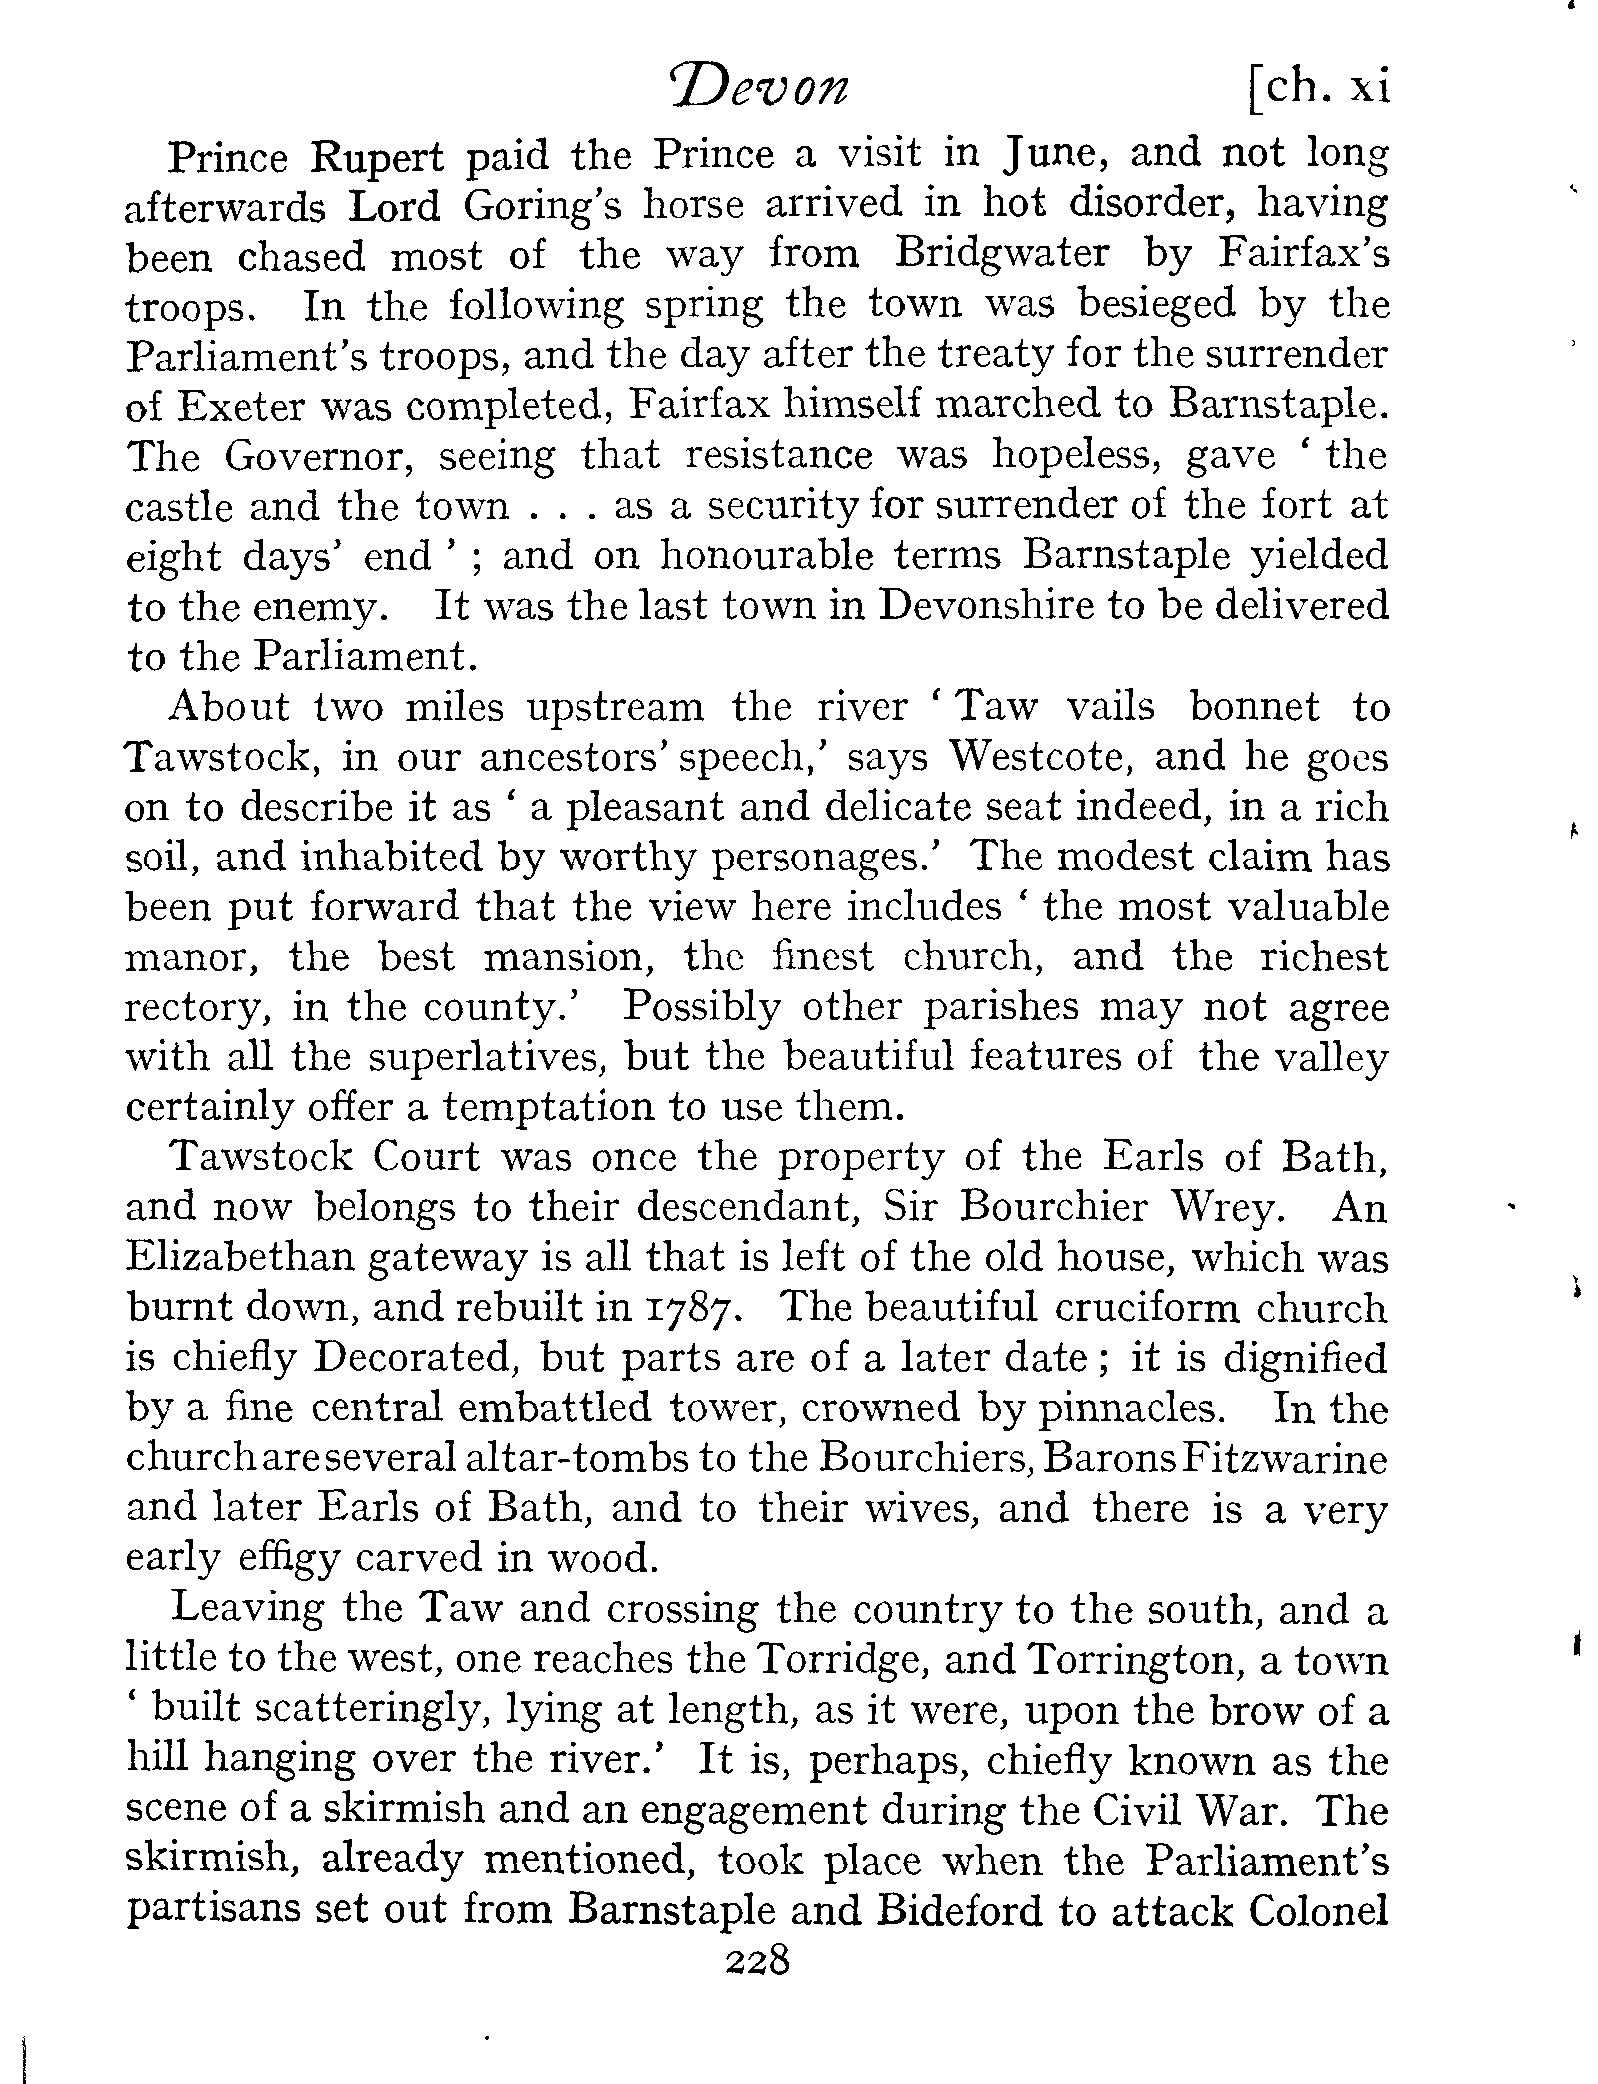 Devon [ch. xi
Prince Rupert paid the Prince a visit in June, and not long
afterwards Lord Goring's horse arrived in hot disorder, having
been chased most of the way from Bridgwater by Fairfax's
troops. In the following spring the town was besieged by the
Parliament's troops, and the day after the treaty for the surrender
of Exeter was completed, Fairfax himself marched to Barnstaple.
The Governor, seeing that resistance was hopeless, gave ‘ the
castle and the town . . . as a security for surrender of the fort at
eight days' end ’ ; and on honourable terms Barnstaple yielded
to the enemy. It was the last town in Devonshire to be delivered
to the Parliament.
About two miles upstream the river ‘ Taw vails bonnet to
Tawstock, in our ancestors' speech,’ says Westcote, and he goes
on to describe it as ‘ a pleasant and delicate seat indeed, in a rich
soil, and inhabited by worthy personages.’ The modest claim has
been put forward that the view here includes ‘ the most valuable
manor, the best mansion, the finest church, and the richest
rectory, in the county.’ Possibly other parishes may not agree
with all the superlatives, but the beautiful features of the valley
certainly offer a temptation to use them.
Tawstock Court was once the property of the Earls of Bath,
and now belongs to their descendant, Sir Bourchier Wrey. An
Elizabethan gateway is all that is left of the old house, which was
burnt down, and rebuilt in 1787. The beautiful cruciform church
is chiefly Decorated, but parts are of a later date ; it is dignified
by a fine central embattled tower, crowned by pinnacles. In the
church are several altar-tombs to the Bourchiers, Barons Fitzwarine
and later Earls of Bath, and to their wives, and there is a very
early effigy carved in wood.
Leaving the Taw and crossing the country to the south, and a
little to the west, one reaches the Torridge, and Torrington, a town
‘ built scatteringly, lying at length, as it were, upon the brow of a
hill hanging over the river.’ It is, perhaps, chiefly known as the
scene of a skirmish and an engagement during the Civil War. The
skirmish, already mentioned, took place when the Parliament's
partisans set out from Barnstaple and Bideford to attack Colonel
228